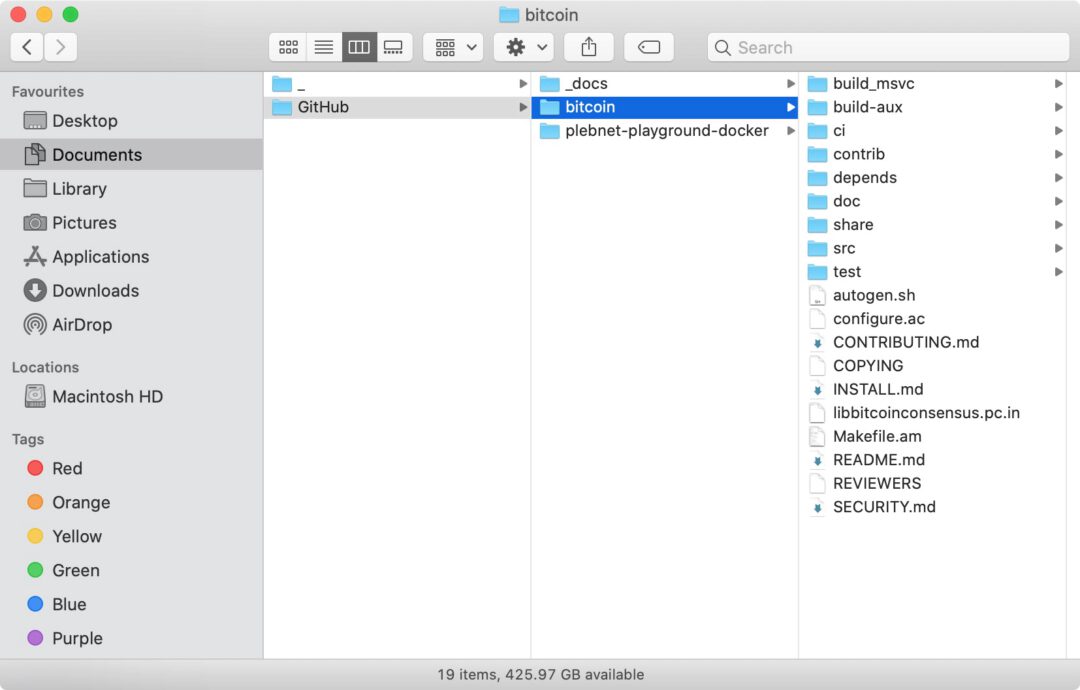 bitcoin
Search
Favourites
Desktop
Documents
Library
Pictures
Applications
Downloads
AirDrop
Locations
Macintosh HD
Tags
Red
Orange
Yellow
Green
Blue
Purple
_
GitHub
_docs
bitcoin
plebnet-playground-docker
build_msvc
build-aux
ci
contrib
depends
doc
share
src
test
autogen.sh
configure.ac
CONTRIBUTING.md
COPYING
INSTALL.md
libbitcoinconsensus.pc.in
Makefile.am
README.md
REVIEWERS
SECURITY.md
19 items, 425.97 GB available